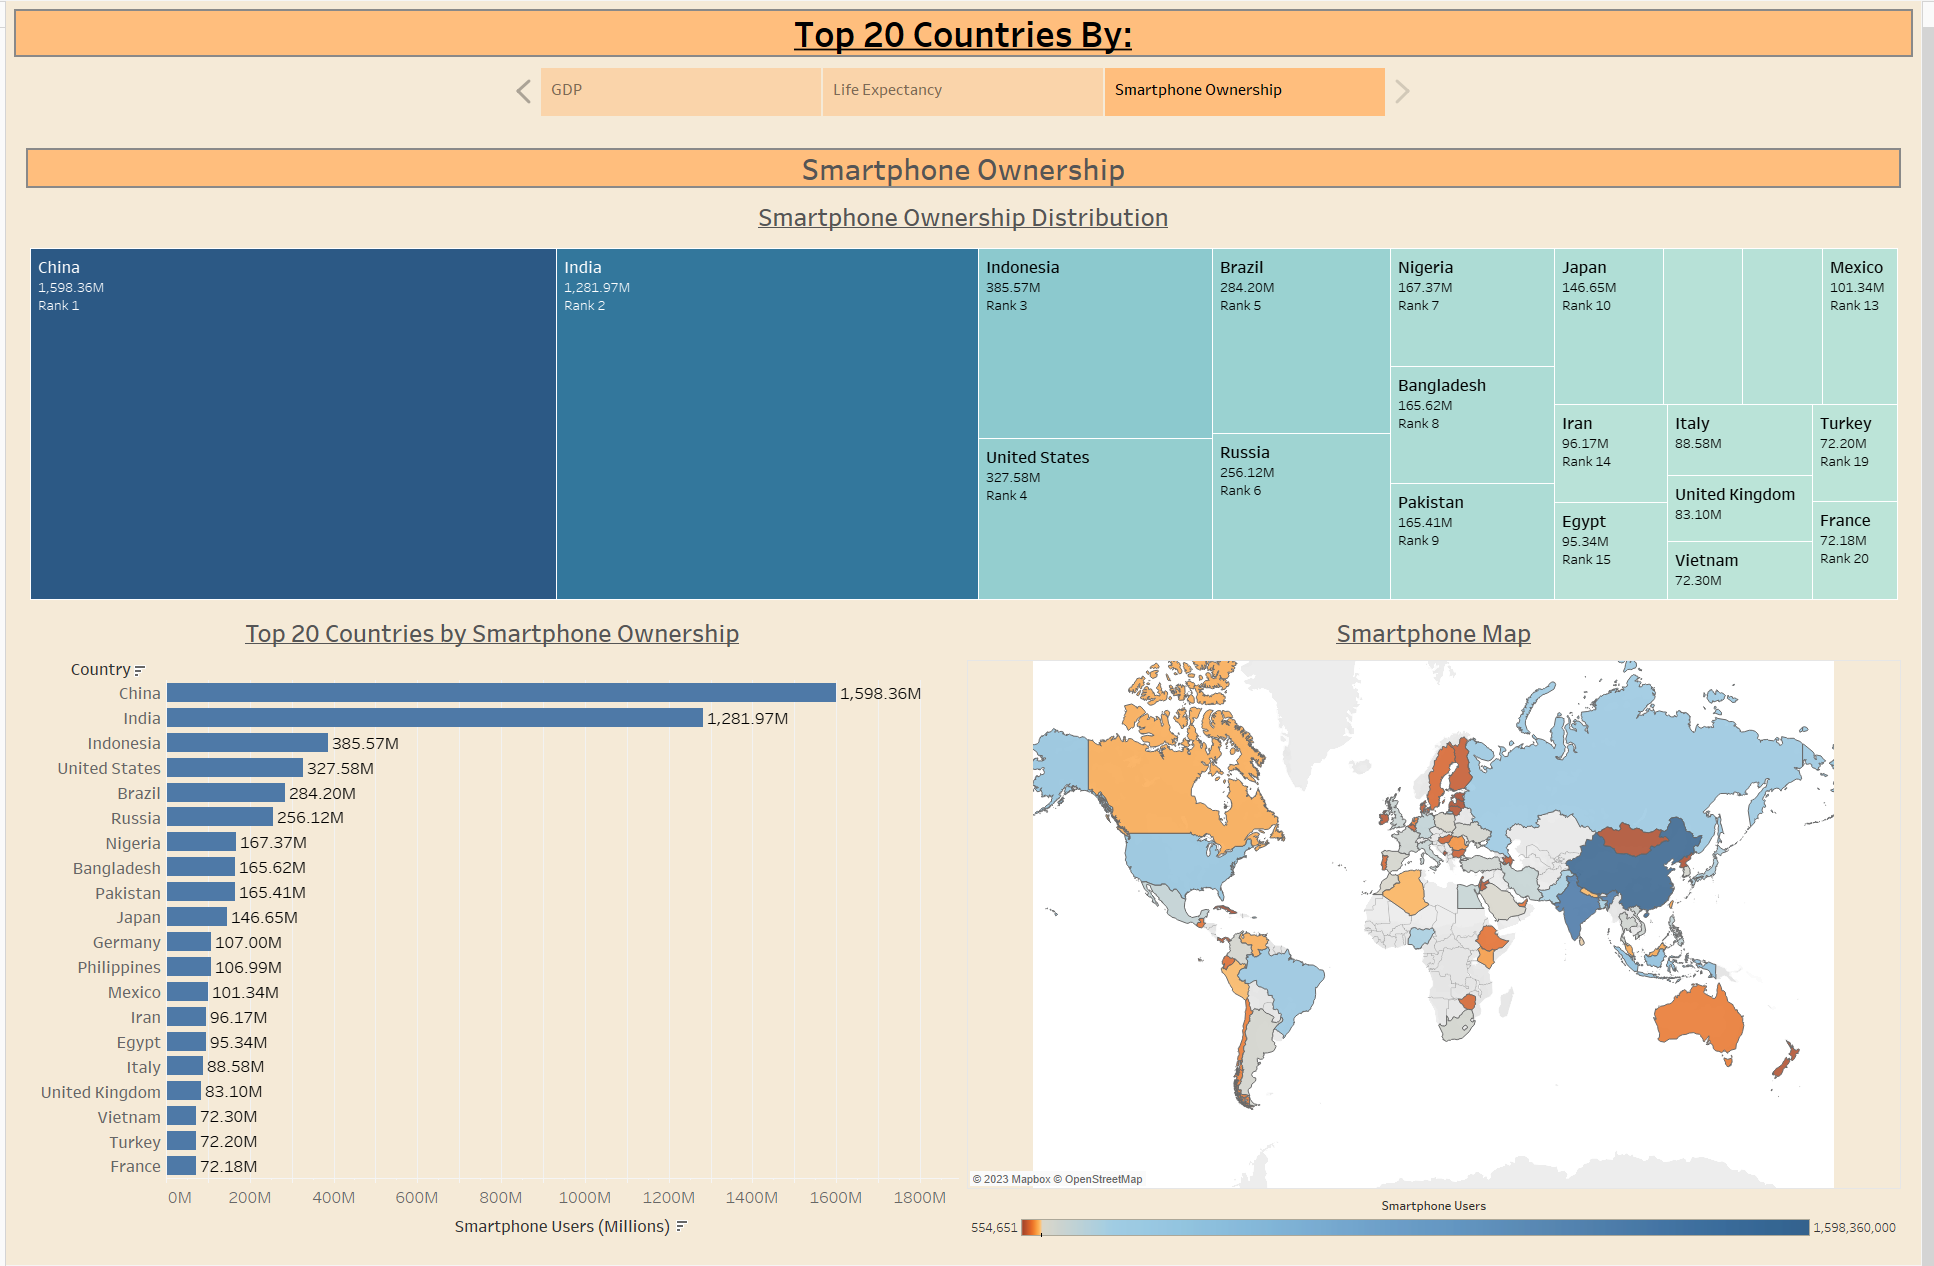 Top 20 Countries By:
GDP
Life Expectancy
Smartphone Ownership
Smartphone Ownership
Smartphone Ownership Distribution
China
1,598.36M
Rank 1
India
1,281.97M
Rank 2
Indonesia
385.57M
Rank 3
United States
327.58M
Rank 4
Brazil
284.20M
Rank 5
Russia
256.12M
Rank 6
Nigeria
167.37M
Rank 7
Bangladesh
165.62M
Rank 8
Pakistan
165.41M
Rank 9
Japan
146.65M
Rank 10
Mexico
101.34M
Rank 13
Iran
96.17M
Rank 14
Egypt
95.34M
Rank 15
Italy
88.58M
United Kingdom
83.10M
Vietnam
72.30M
Turkey
72.20M
Rank 19
France
72.18M
Rank 20
Top 20 Countries by Smartphone Ownership
Country
China 1,598.36M
India 1,281.97M
Indonesia 385.57M
United States 327.58M
Brazil 284.20M
Russia 256.12M
Nigeria 167.37M
Bangladesh 165.62M
Pakistan 165.41M
Japan 146.65M
Germany 107.00M
Philippines 106.99M
Mexico 101.34M
Iran 96.17M
Egypt 95.34M
Italy 88.58M
United Kingdom 83.10M
Vietnam 72.30M
Turkey 72.20M
France 72.18M
0M 200M 400M 600M 800M 1000M 1200M 1400M 1600M 1800M
Smartphone Users (Millions)
Smartphone Map
© 2023 Mapbox © OpenStreetMap
Smartphone Users
554,651 1,598,360,000